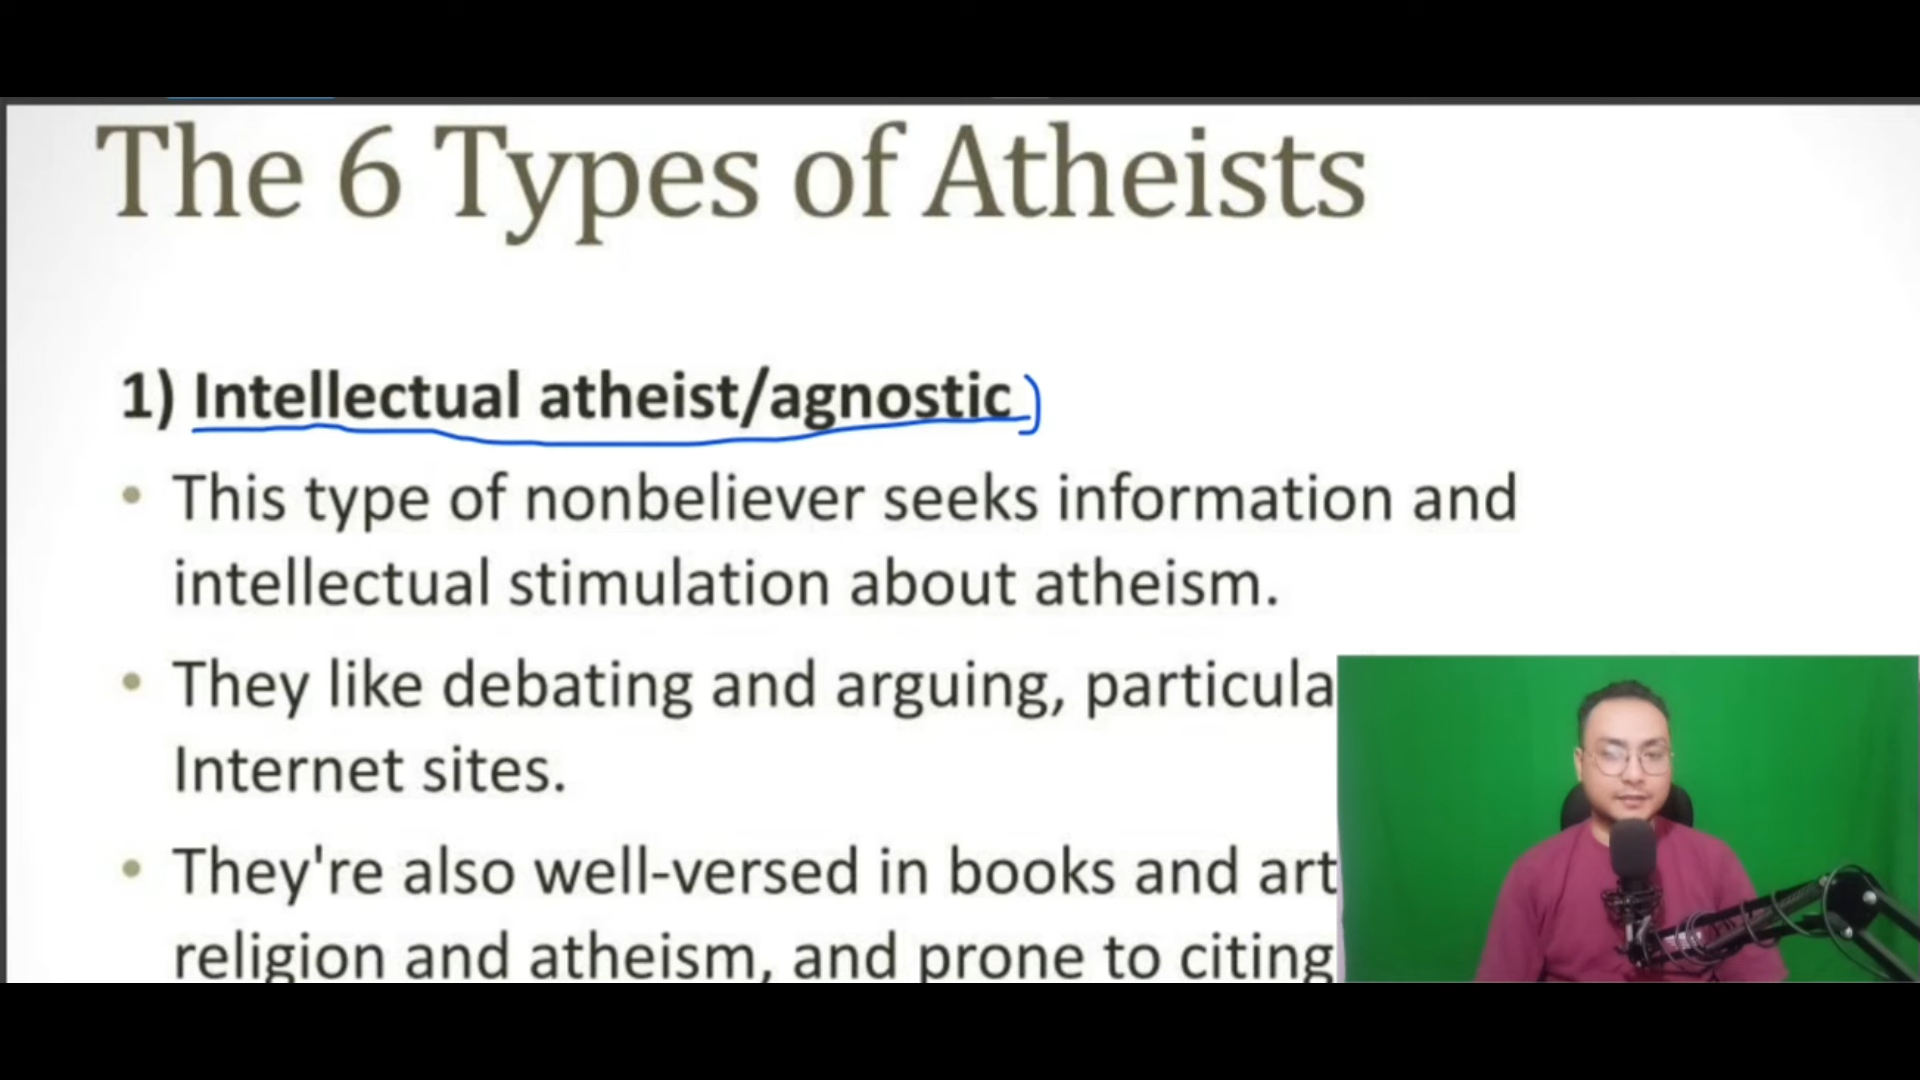 The 6 Types of Atheists
1) Intellectual atheist/agnostic
• This type of nonbeliever seeks information and
intellectual stimulation about atheism.
• They like debating and arguing, particula
Internet sites.
• They're also well-versed in books and art
religion and atheism, and prone to citing